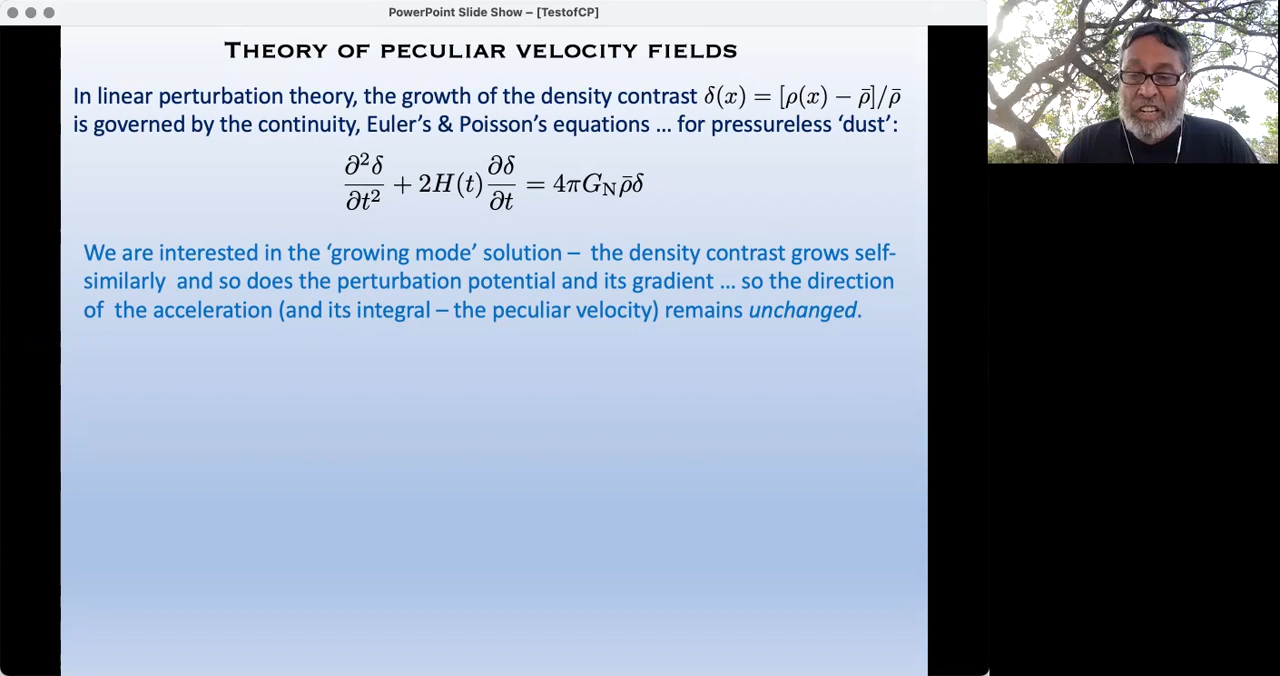 PowerPoint Slide Show – [TestofCP]
THEORY OF PECULIAR VELOCITY FIELDS
In linear perturbation theory, the growth of the density contrast δ(x) = [ρ(x) − ρ̄]/ρ̄
is governed by the continuity, Euler's & Poisson's equations ... for pressureless 'dust':
∂²δ/∂t² + 2H(t) ∂δ/∂t = 4πG_N ρ̄δ
We are interested in the 'growing mode' solution – the density contrast grows self-
similarly and so does the perturbation potential and its gradient ... so the direction
of the acceleration (and its integral – the peculiar velocity) remains unchanged.